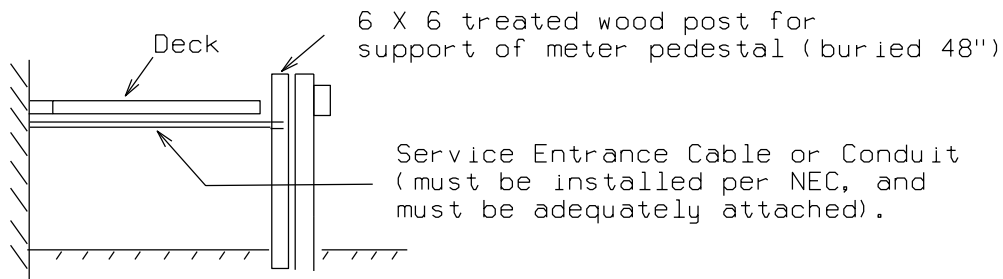 Deck
6 X 6 treated wood post for
support of meter pedestal (buried 48")
Service Entrance Cable or Conduit
(must be installed per NEC, and
must be adequately attached).